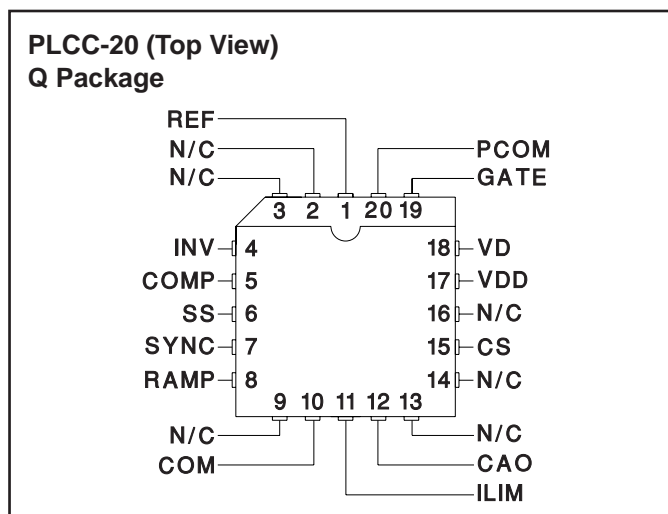 PLCC-20 (Top View)
Q Package
REF
N/C
N/C
PCOM
GATE
3 2 1 20 19
INV 4
COMP 5
SS 6
SYNC 7
RAMP 8
18 VD
17 VDD
16 N/C
15 CS
14 N/C
9 10 11 12 13
N/C
COM
N/C
CAO
ILIM